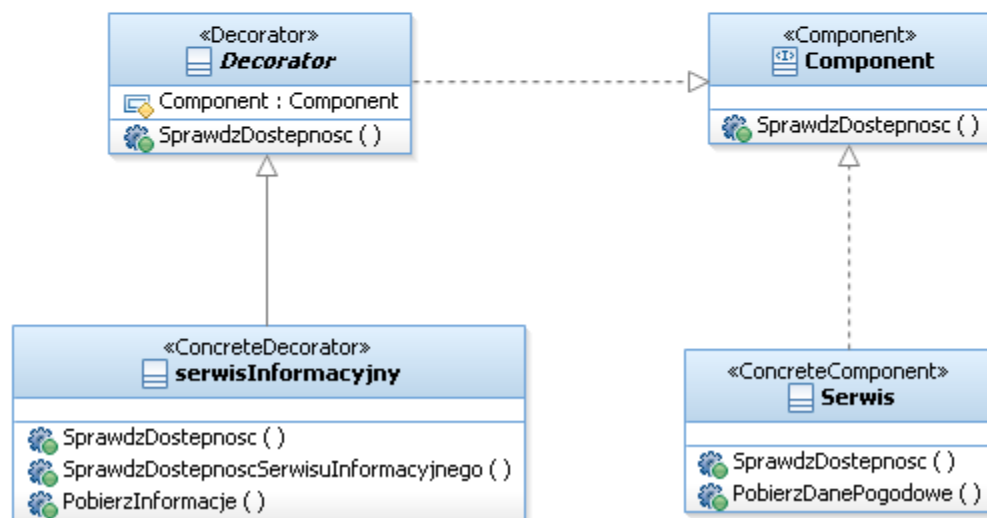 «Decorator»
Decorator
Component : Component
SprawdzDostepnosc ( )
«Component»
Component
SprawdzDostepnosc ( )
«ConcreteDecorator»
serwisInformacyjny
SprawdzDostepnosc ( )
SprawdzDostepnoscSerwisuInformacyjnego ( )
PobierzInformacje ( )
«ConcreteComponent»
Serwis
SprawdzDostepnosc ( )
PobierzDanePogodowe ( )